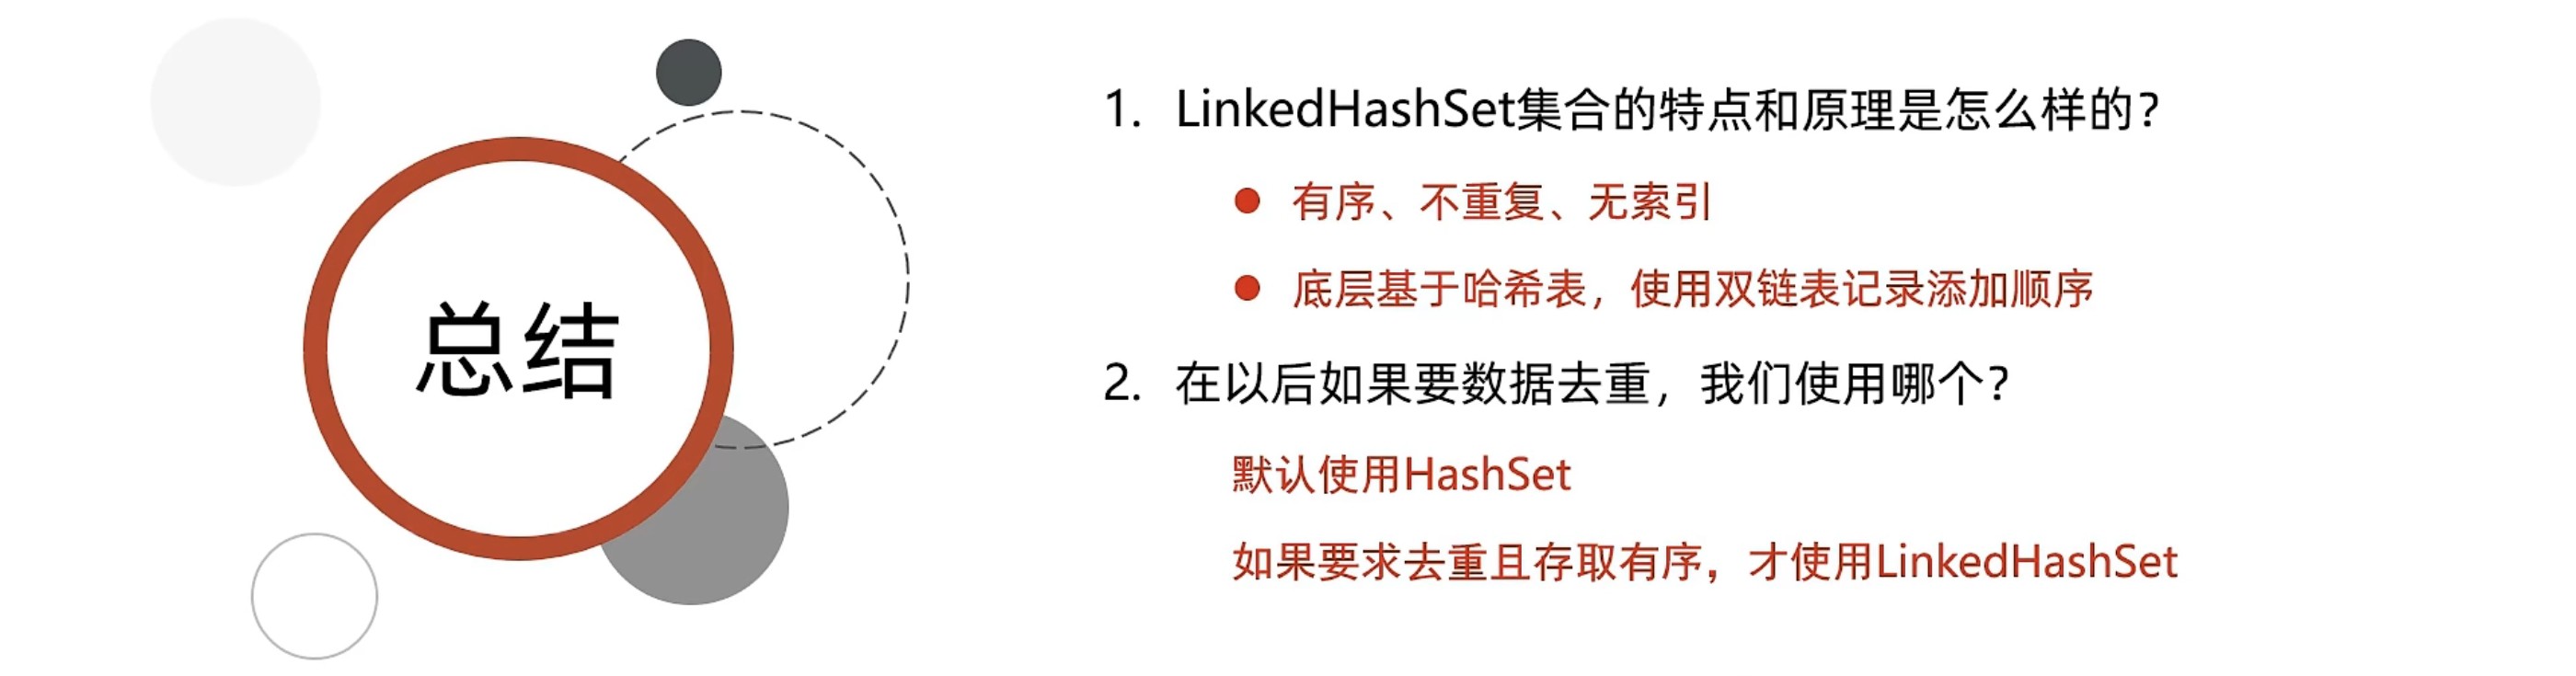 总结
1. LinkedHashSet集合的特点和原理是怎么样的?
● 有序、不重复、无索引
● 底层基于哈希表，使用双链表记录添加顺序
2. 在以后如果要数据去重，我们使用哪个?
默认使用HashSet
如果要求去重且存取有序，才使用LinkedHashSet